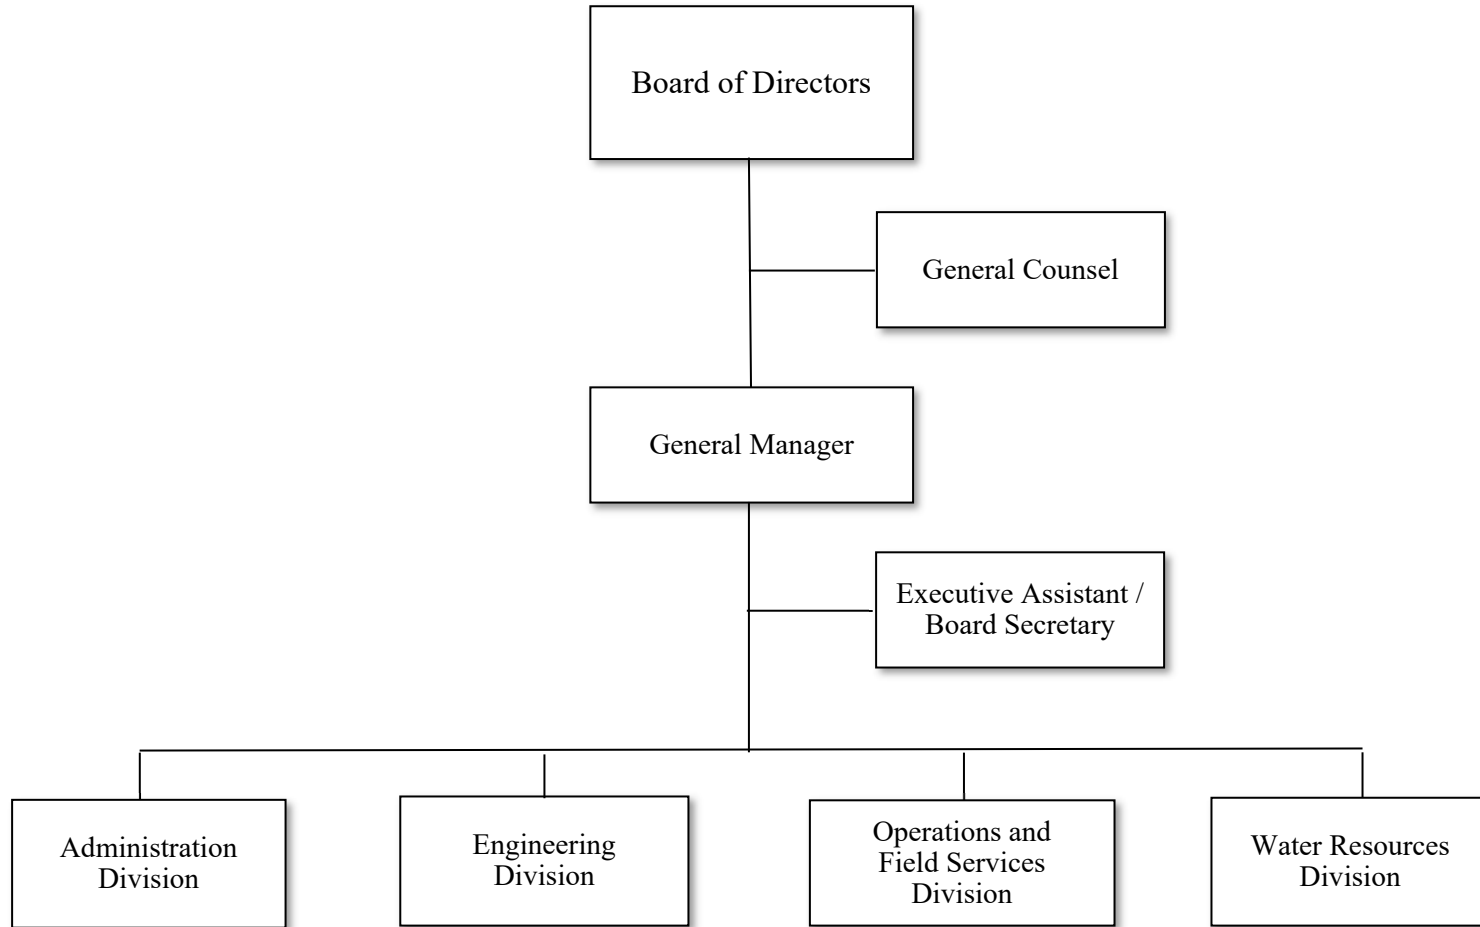 Board of Directors
General Counsel
General Manager
Executive Assistant /
Board Secretary
Administration
Division
Engineering
Division
Operations and
Field Services
Division
Water Resources
Division